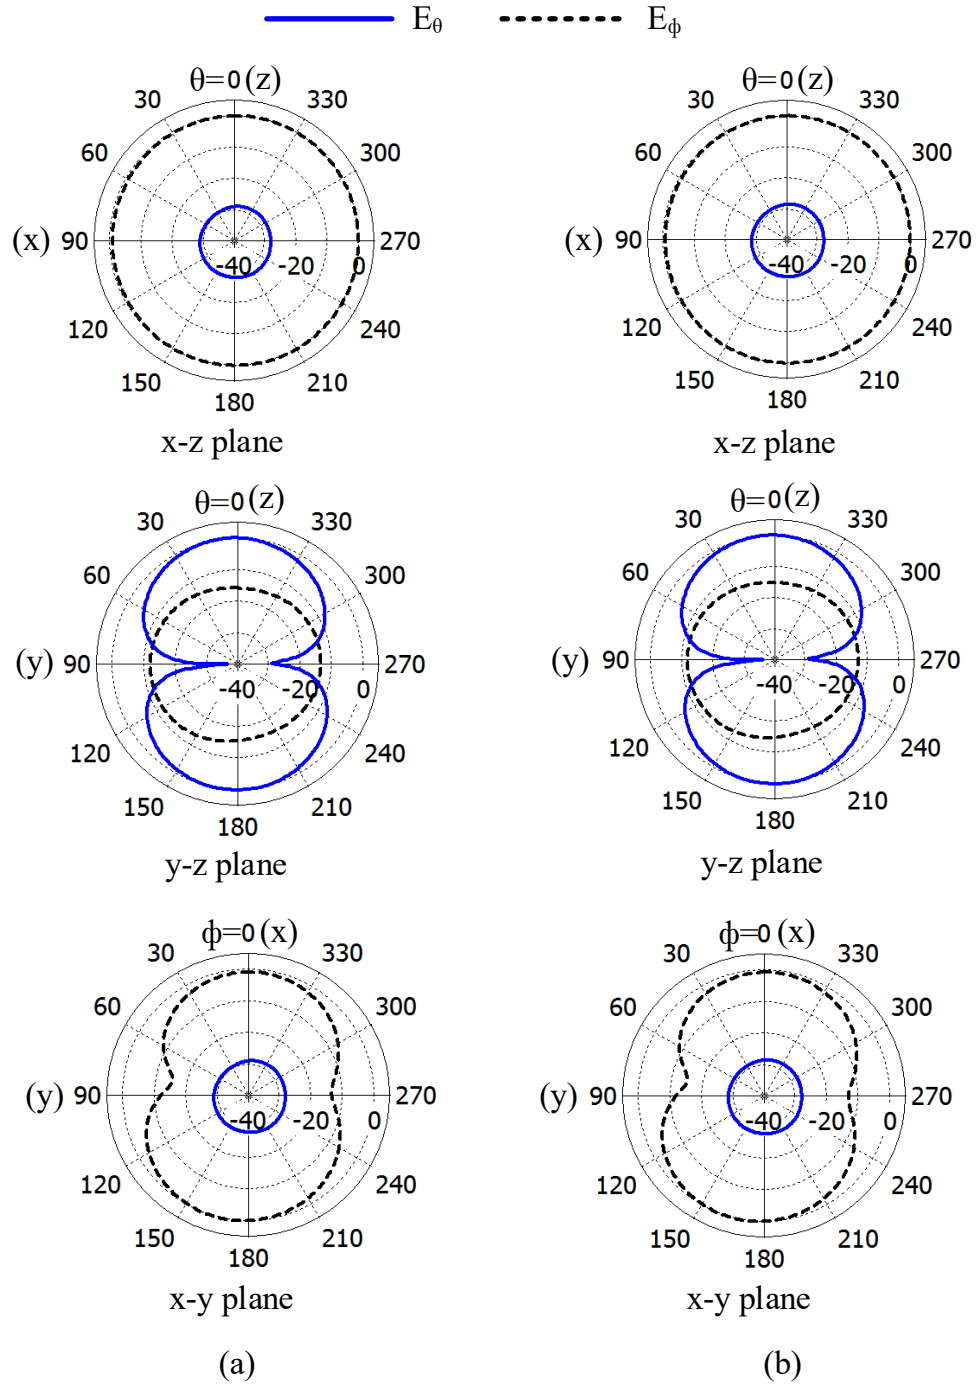 E_θ E_ϕ
θ=0 (z) θ=0 (z)
30 330 30 330
60 300 60 300
(x) 90 270 (x) 90 270
-40 -20 0 -40 -20 0
120 240 120 240
150 210 150 210
180 180
x-z plane x-z plane
θ=0 (z) θ=0 (z)
30 330 30 330
60 300 60 300
(y) 90 270 (y) 90 270
-40 -20 0 -40 -20 0
120 240 120 240
150 210 150 210
180 180
y-z plane y-z plane
ϕ=0 (x) ϕ=0 (x)
30 330 30 330
60 300 60 300
(y) 90 270 (y) 90 270
-40 -20 0 -40 -20 0
120 240 120 240
150 210 150 210
180 180
x-y plane x-y plane
(a) (b)